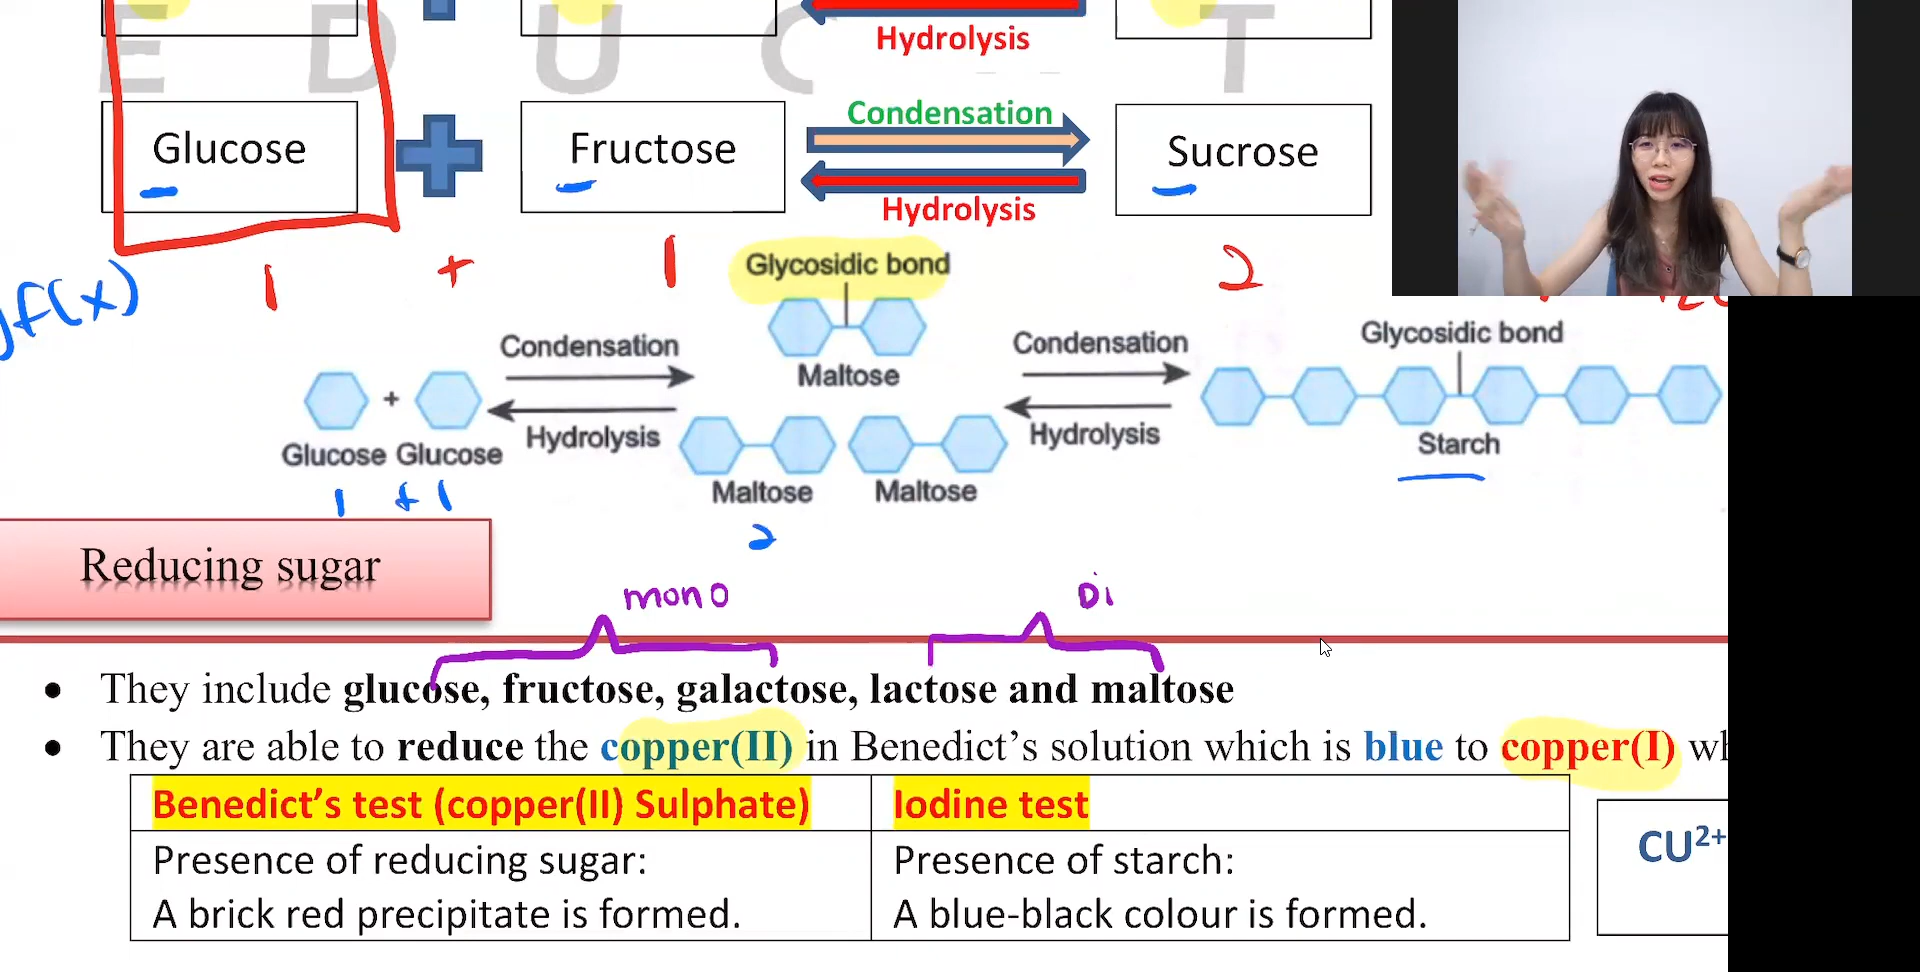 E D U C T
Hydrolysis
Condensation
Glucose
Fructose
Sucrose
Hydrolysis
1 + 1 2
f(x)
Glycosidic bond
Condensation
Maltose
Condensation
Glycosidic bond
+
Glucose Glucose
Hydrolysis
Maltose Maltose
Hydrolysis
Starch
1 + 1
2
Reducing sugar
mono
Di
• They include glucose, fructose, galactose, lactose and maltose
• They are able to reduce the copper(II) in Benedict’s solution which is blue to copper(I) wh
Benedict’s test (copper(II) Sulphate)
Iodine test
Presence of reducing sugar:
A brick red precipitate is formed.
Presence of starch:
A blue-black colour is formed.
CU²⁺